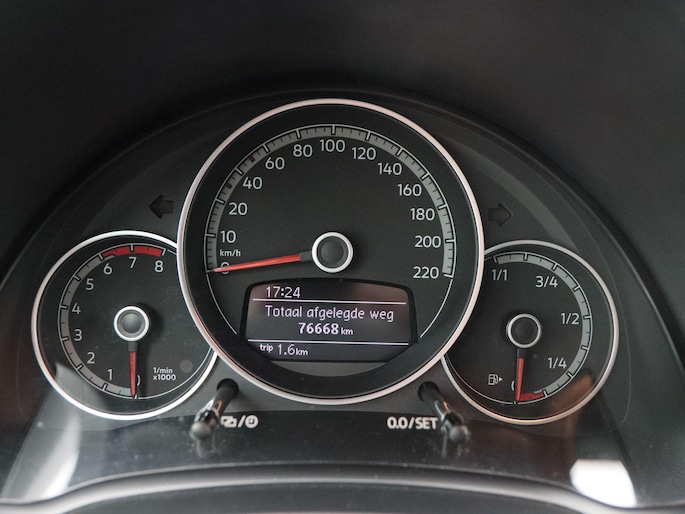 80 100 120
60 140
40 160
20 180
10 200
km/h 220
0
17:24
Totaal afgelegde weg
76668 km
trip 1.6 km
1 2 3 4 5 6 7 8
0
1/min
x1000
1/1 3/4
1/2
1/4
0
0.0/SET